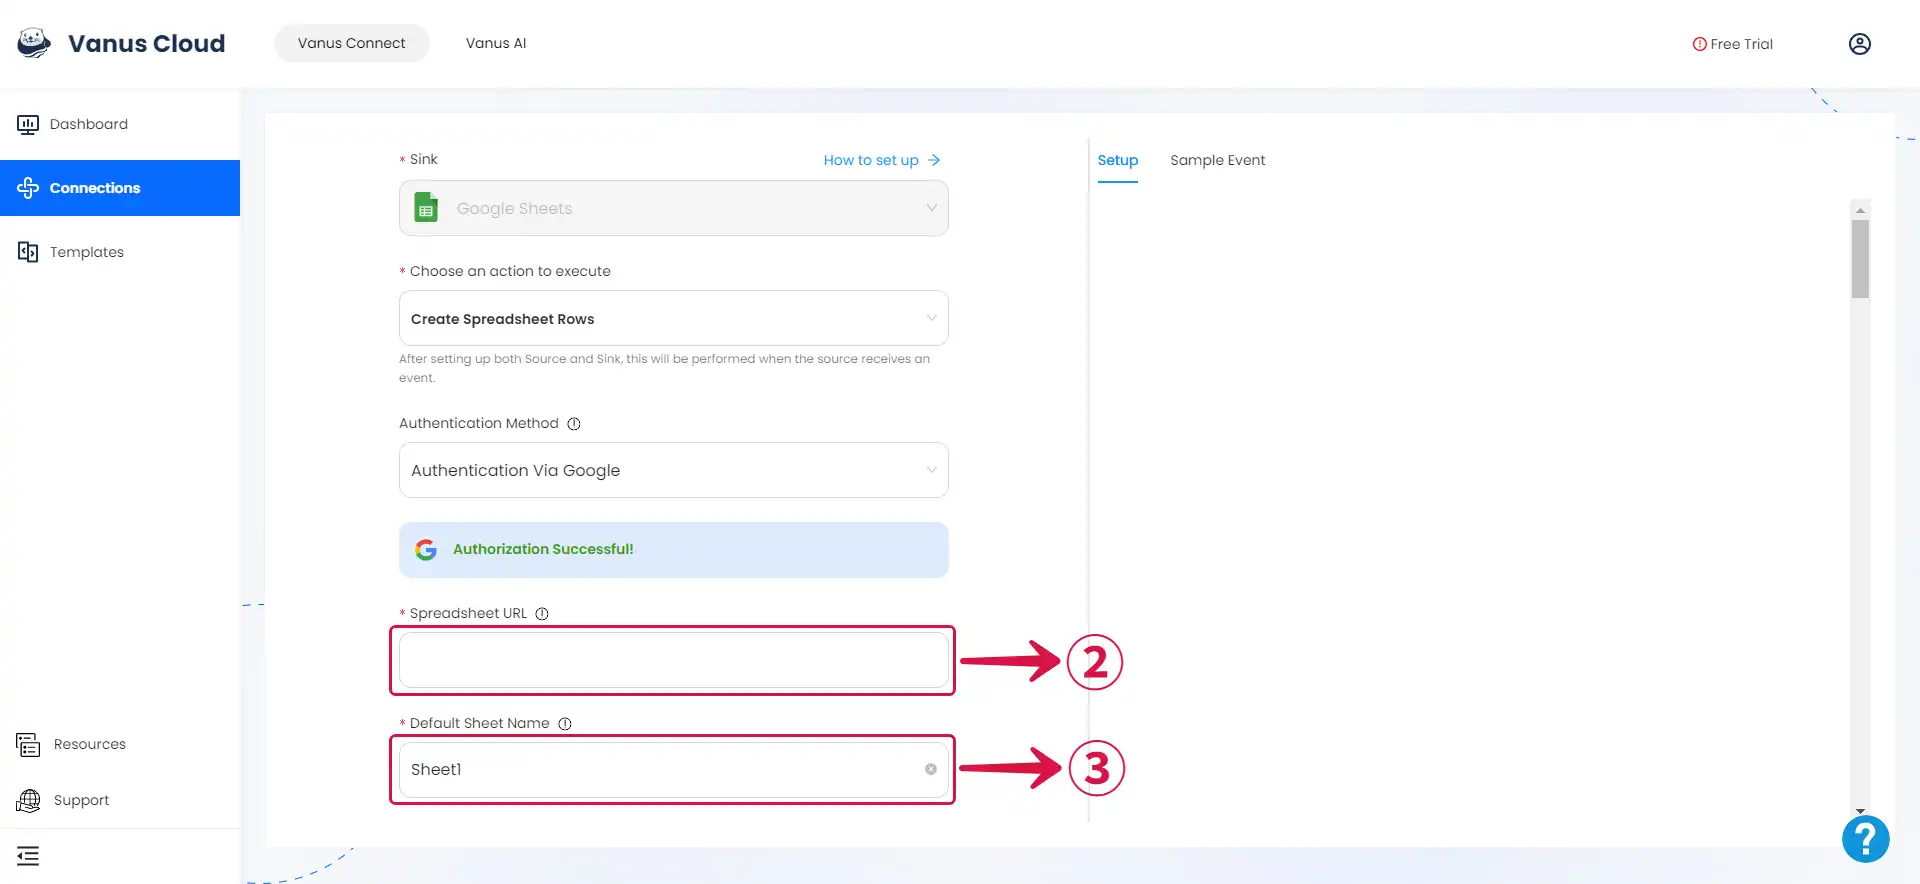 Vanus Cloud
Vanus Connect
Vanus AI
Free Trial
Dashboard
Connections
Templates
Resources
Support
* Sink
How to set up
Google Sheets
* Choose an action to execute
Create Spreadsheet Rows
After setting up both Source and Sink, this will be performed when the source receives an
event.
Authentication Method
Authentication Via Google
Authorization Successful!
* Spreadsheet URL
2
* Default Sheet Name
Sheet1
3
Setup
Sample Event
?